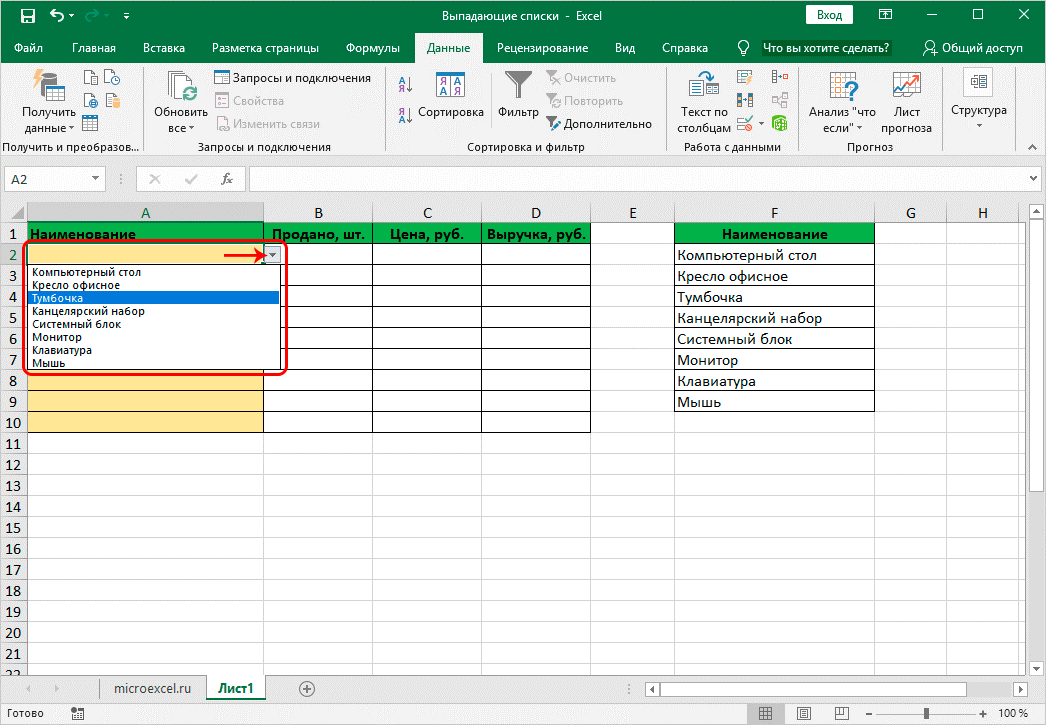 Выпадающие списки - Excel
Вход
Файл Главная Вставка Разметка страницы Формулы Данные Рецензирование Вид Справка Что вы хотите сделать? Общий доступ
Получить данные
Получить и преобразов...
Обновить все
Запросы и подключения
Свойства
Изменить связи
Запросы и подключения
Сортировка
Фильтр
Очистить
Повторить
Дополнительно
Сортировка и фильтр
Текст по столбцам
Работа с данными
Анализ "что если"
Лист прогноза
Прогноз
Структура
A2 fx
A B C D E F G H
1 Наименование Продано, шт. Цена, руб. Выручка, руб. Наименование
2 Компьютерный стол
3 Кресло офисное
4 Тумбочка
5 Канцелярский набор
6 Системный блок
7 Монитор
8 Клавиатура
9 Мышь
10
11
12
13
14
15
16
17
18
19
20
21
22
Компьютерный стол
Кресло офисное
Тумбочка
Канцелярский набор
Системный блок
Монитор
Клавиатура
Мышь
microexcel.ru Лист1
Готово 100 %